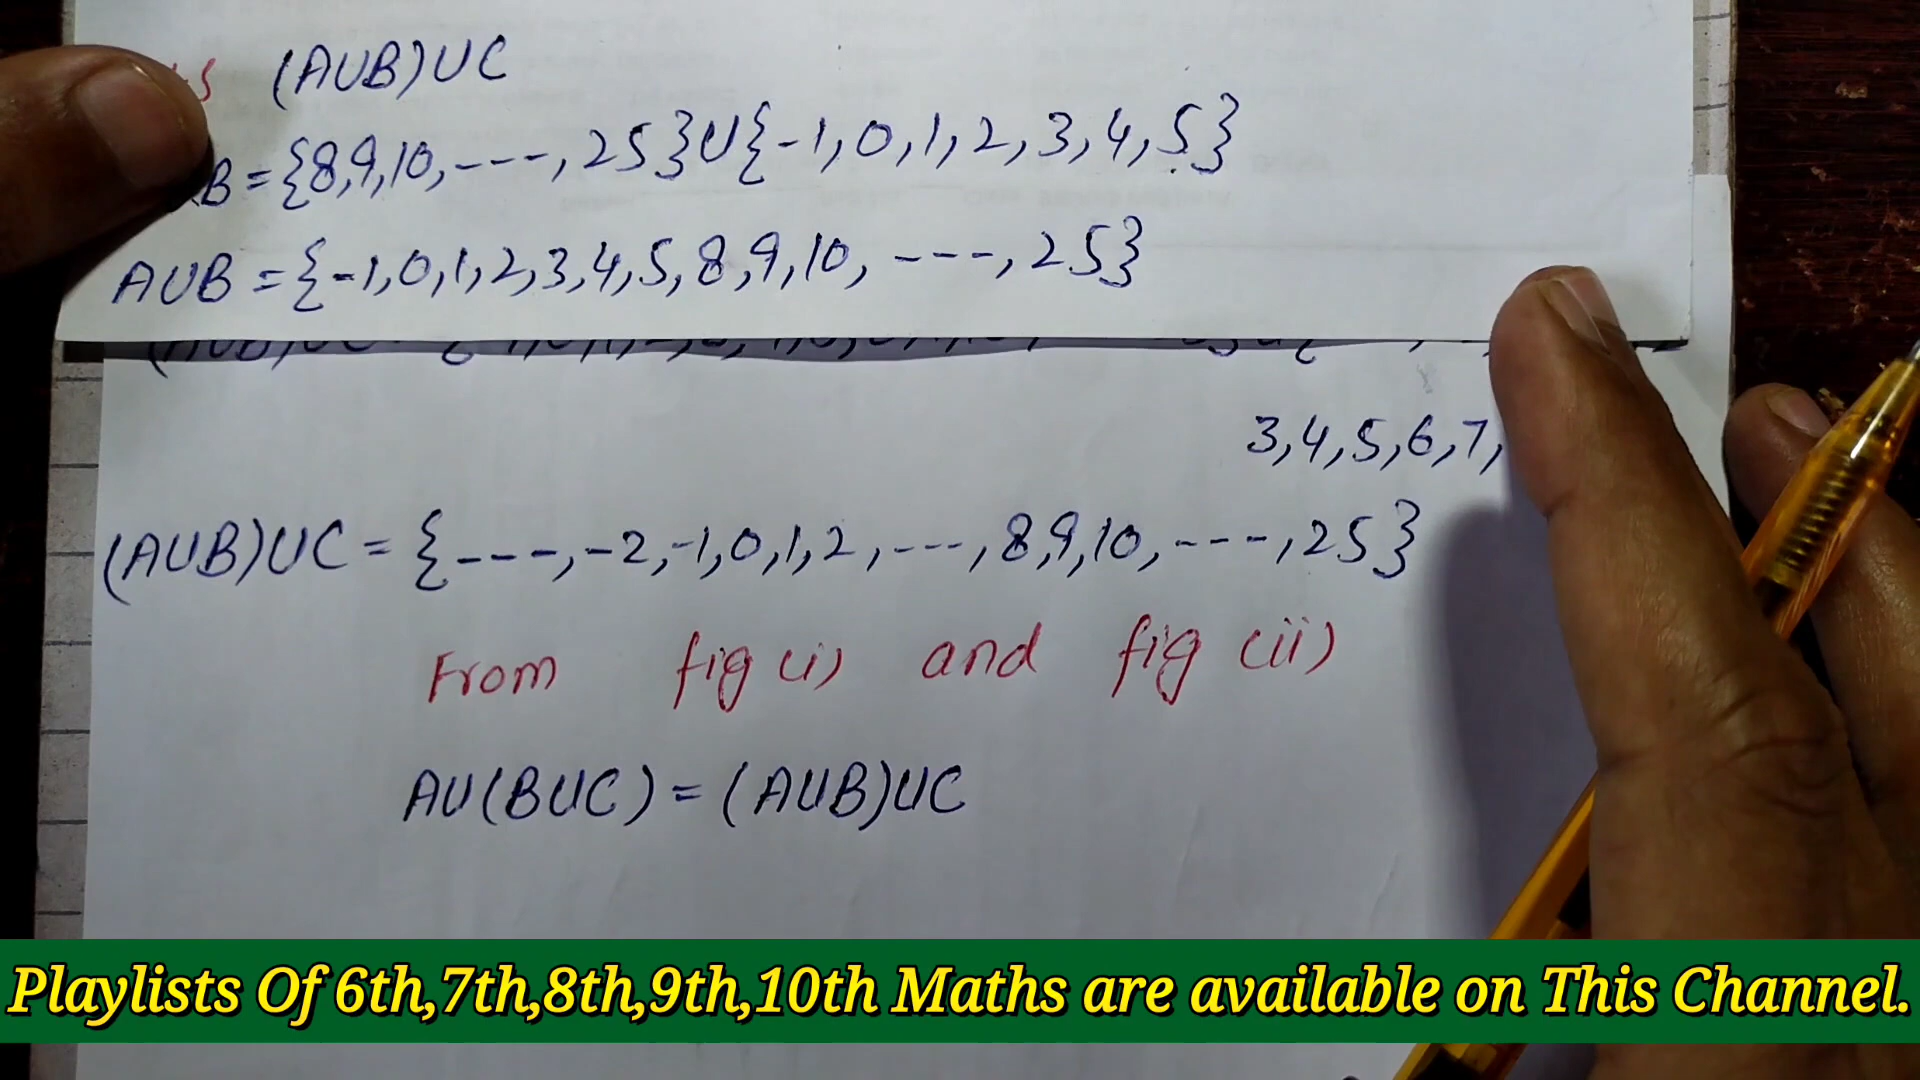 (AUB)UC
B = {8,9,10, ---, 25}U{-1,0,1,2,3,4,5}
AUB = {-1,0,1,2,3,4,5,8,9,10, ---, 25}
3,4,5,6,7,
(AUB)UC = {---,-2,-1,0,1,2,---,8,9,10,---,25}
From fig (i) and fig (ii)
AU(BUC) = (AUB)UC
Playlists Of 6th,7th,8th,9th,10th Maths are available on This Channel.